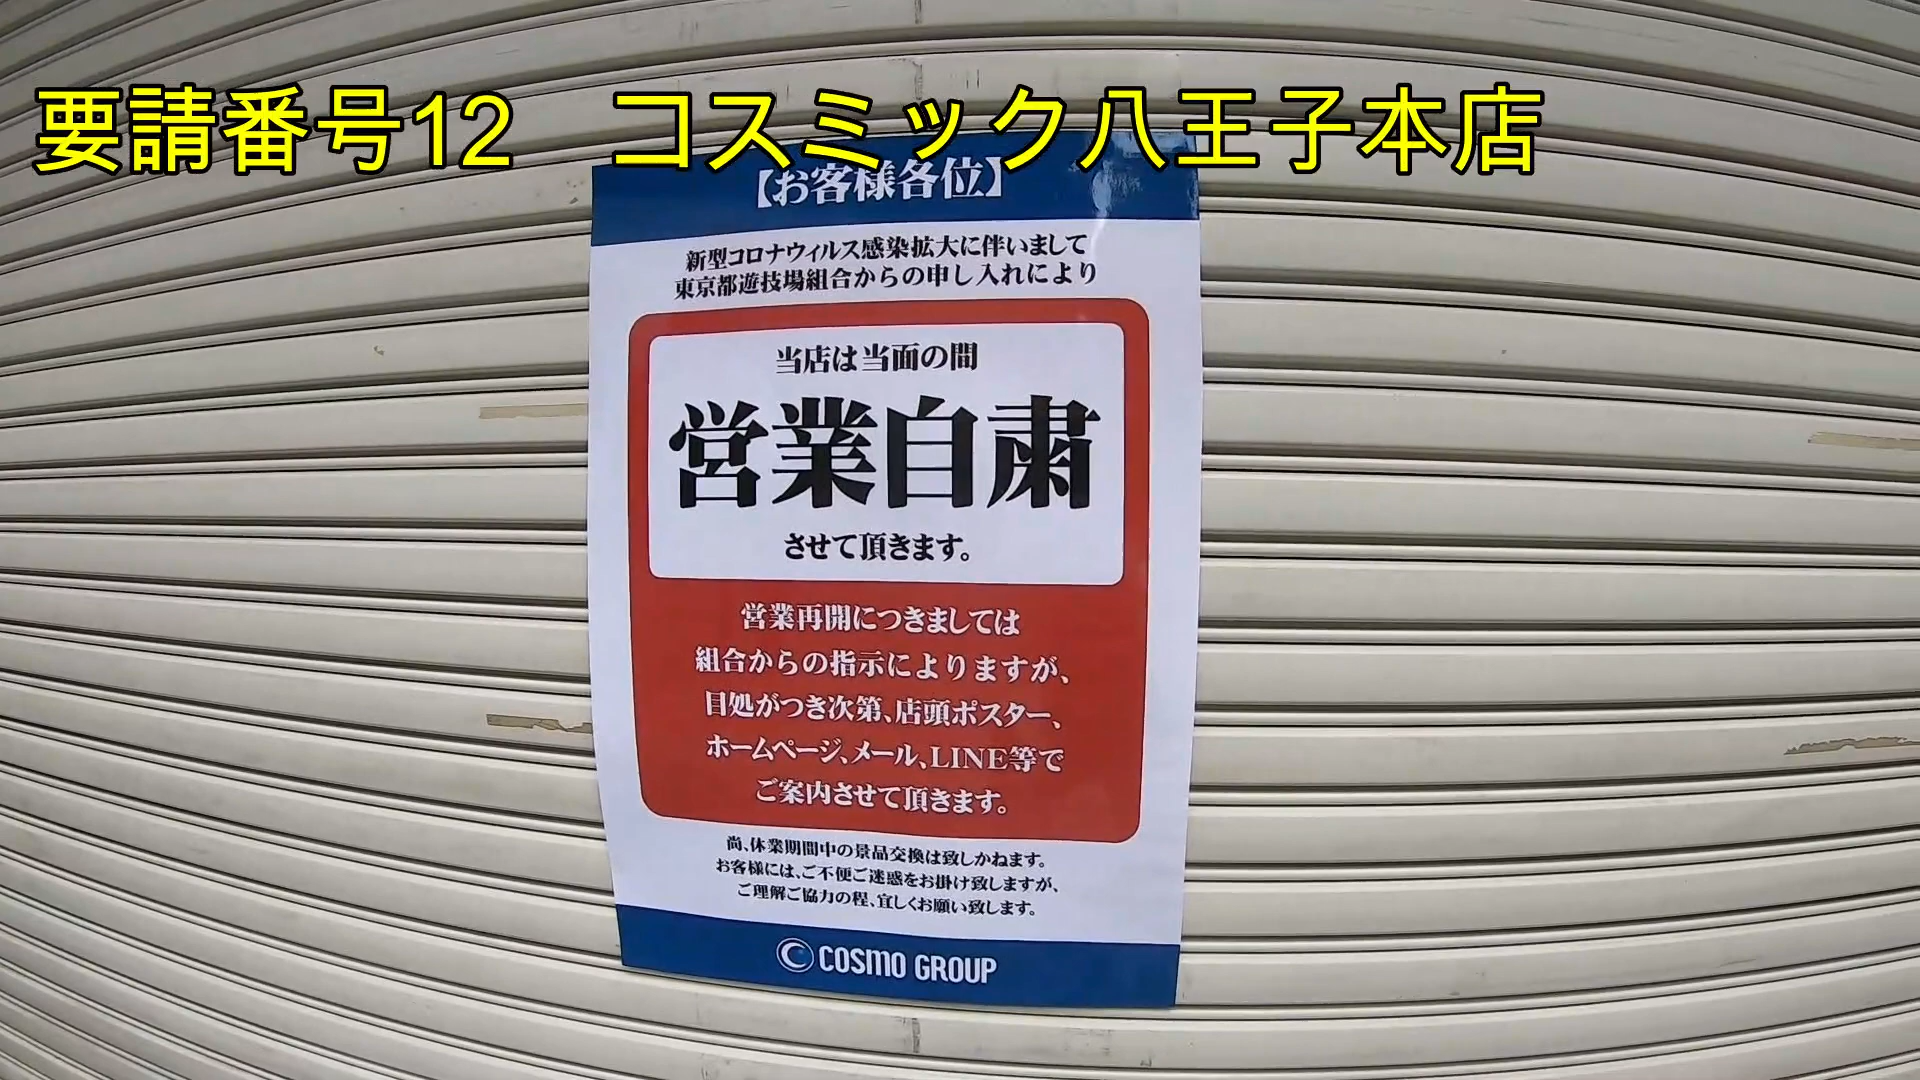 要請番号12　コスミック八王子本店
【お客様各位】
新型コロナウィルス感染拡大に伴いまして
東京都遊技場組合からの申し入れにより
当店は当面の間
営業自粛
させて頂きます。
営業再開につきましては
組合からの指示によりますが、
目処がつき次第、店頭ポスター、
ホームページ、メール、LINE等で
ご案内させて頂きます。
尚、休業期間中の景品交換は致しかねます。
お客様には、ご不便ご迷惑をお掛け致しますが、
ご理解ご協力の程、宜しくお願い致します。
COSMO GROUP